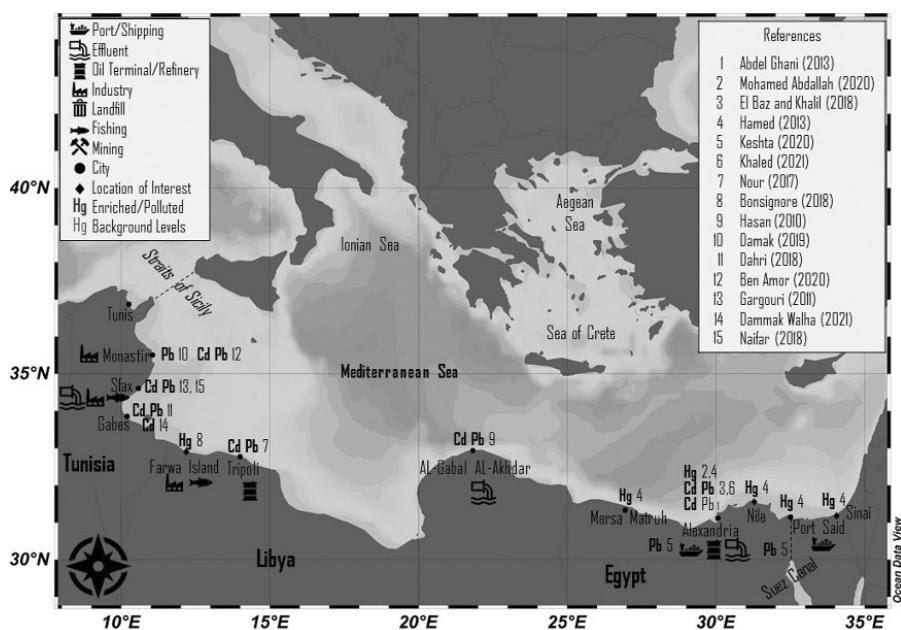 Port/Shipping
Effluent
Oil Terminal/Refinery
Industry
Landfill
Fishing
Mining
City
Location of Interest
Hg Enriched/Polluted
Hg Background Levels
References
1 Abdel Ghani (2013)
2 Mohamed Abdallah (2020)
3 El Baz and Khalil (2018)
4 Hamed (2013)
5 Keshta (2020)
6 Khaled (2021)
7 Nour (2017)
8 Bonsignore (2018)
9 Hasan (2010)
10 Damak (2019)
11 Dahri (2018)
12 Ben Amor (2020)
13 Gargouri (2011)
14 Dammak Walha (2021)
15 Naifar (2018)
40°N
35°N
30°N
Aegean
Sea
Ionian Sea
Straits of Sicily
Sea of Crete
Mediterranean Sea
Tunis
Monastir Pb 10 Cd Pb 12
Sfax Cd Pb 13, 15
Cd Pb 11
Gabes Cd 14
Hg 8
Cd Pb 7
Cd Pb 9
Tunisia
Farwa Island
Tripoli
AL-Gabal AL-Akhdar
Hg 2,4
Cd Pb 3,6
Cd Pb 1
Hg 4
Hg 4
Hg 4
Hg 4
Mersa Matruh
Alexandria
Nile
Port Said
Sinai
Pb 5
Pb 5
Libya
Egypt
Suez Canal
10°E
15°E
20°E
25°E
30°E
35°E
Ocean Data View